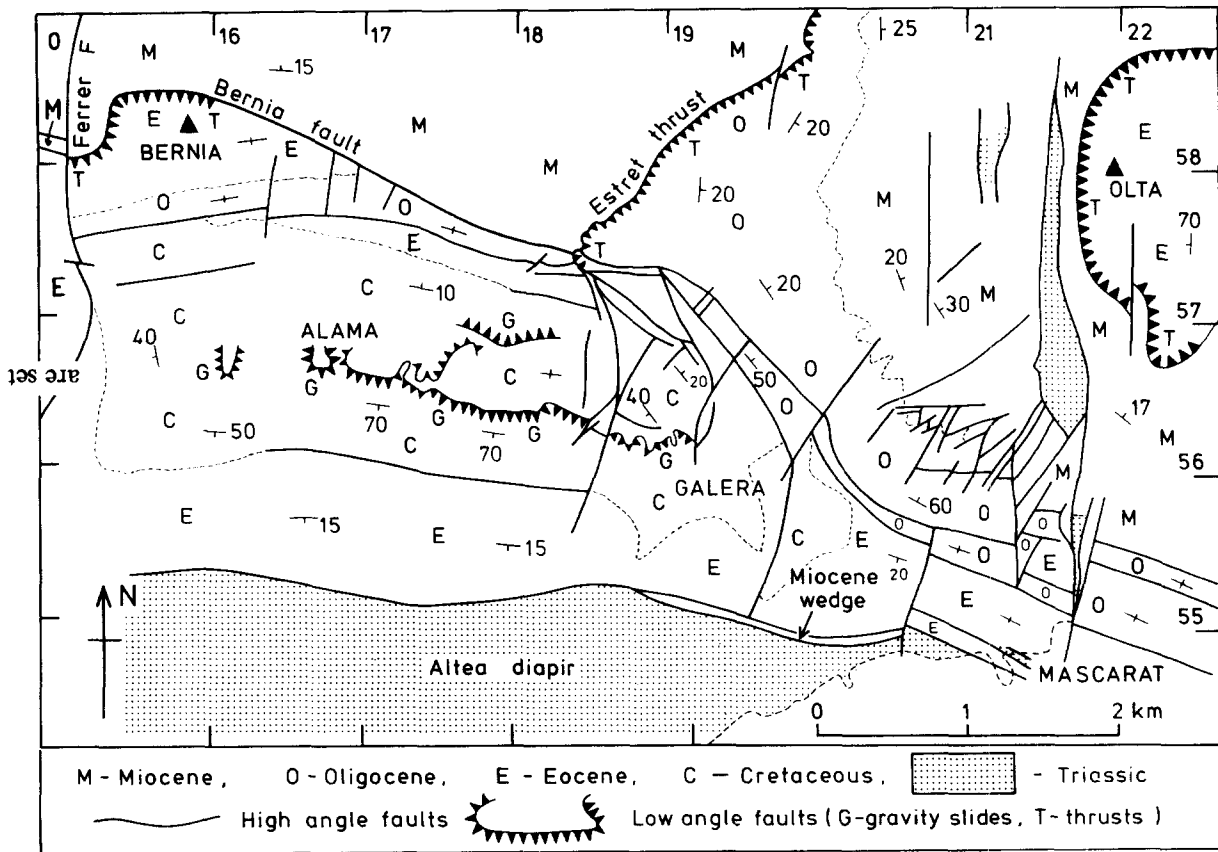 16 17 18 19 25 21 22
O
M
Ferrer F
M
15
Bernia fault
M
M
Estret thrust
T
T
T
O
20
M
T
E
E T
BERNIA
T
E
58
OLTA
T
20
O
M
70
O
O
C
E
T
20
20
30
M
E
57
M
T
E
C
10
C
40
ALAMA
G
G
C
G
20
C
40
50
O
O
are set
C
50
70
G
C
70
G
G
GALERA
C
O
17
M
56
M
60
O
M
E
15
E
15
E
C
E
20
O
O
O
O
E
O
O
O
55
Miocene
wedge
E
E
N
Altea diapir
MASCARAT
0 1 2 km
M - Miocene, O - Oligocene, E - Eocene, C - Cretaceous, - Triassic
High angle faults Low angle faults ( G-gravity slides, T- thrusts )